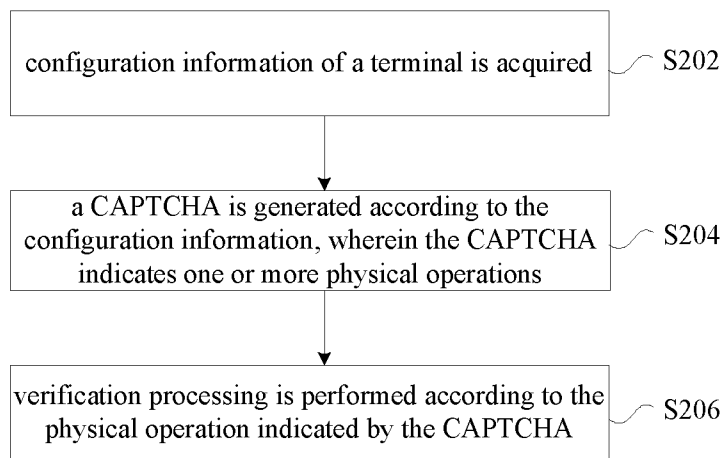 configuration information of a terminal is acquired
S202
a CAPTCHA is generated according to the
configuration information, wherein the CAPTCHA
indicates one or more physical operations
S204
verification processing is performed according to the
physical operation indicated by the CAPTCHA
S206